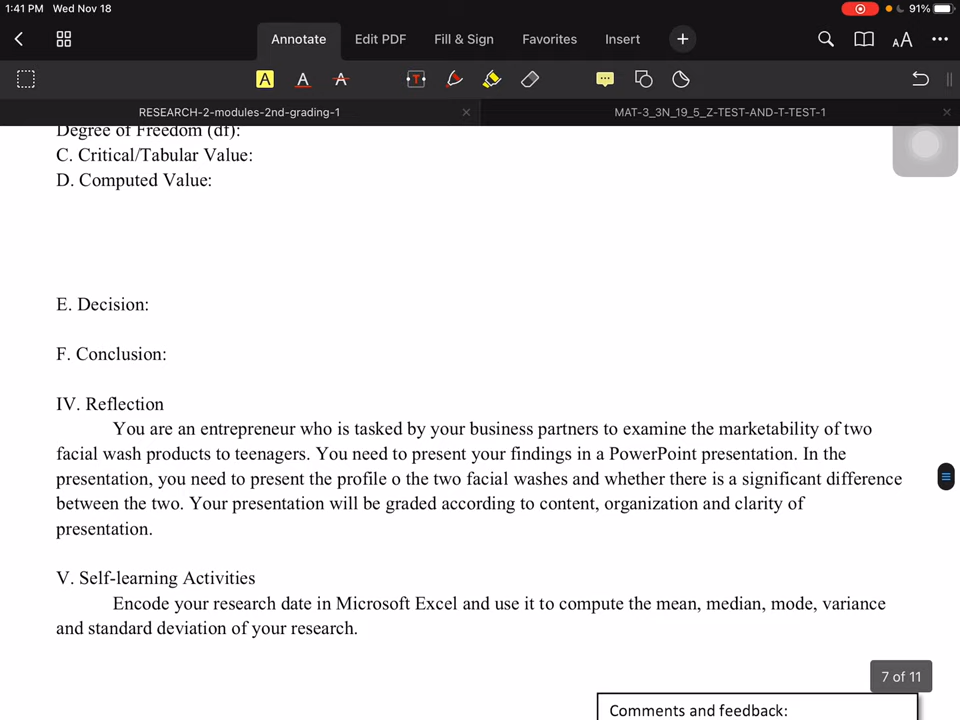 1:41 PM Wed Nov 18
91%
Annotate Edit PDF Fill & Sign Favorites Insert
AA
A A A T
RESEARCH-2-modules-2nd-grading-1
MAT-3_3N_19_5_Z-TEST-AND-T-TEST-1
Degree of Freedom (df):
C. Critical/Tabular Value:
D. Computed Value:
E. Decision:
F. Conclusion:
IV. Reflection
You are an entrepreneur who is tasked by your business partners to examine the marketability of two
facial wash products to teenagers. You need to present your findings in a PowerPoint presentation. In the
presentation, you need to present the profile o the two facial washes and whether there is a significant difference
between the two. Your presentation will be graded according to content, organization and clarity of
presentation.
V. Self-learning Activities
Encode your research date in Microsoft Excel and use it to compute the mean, median, mode, variance
and standard deviation of your research.
7 of 11
Comments and feedback: